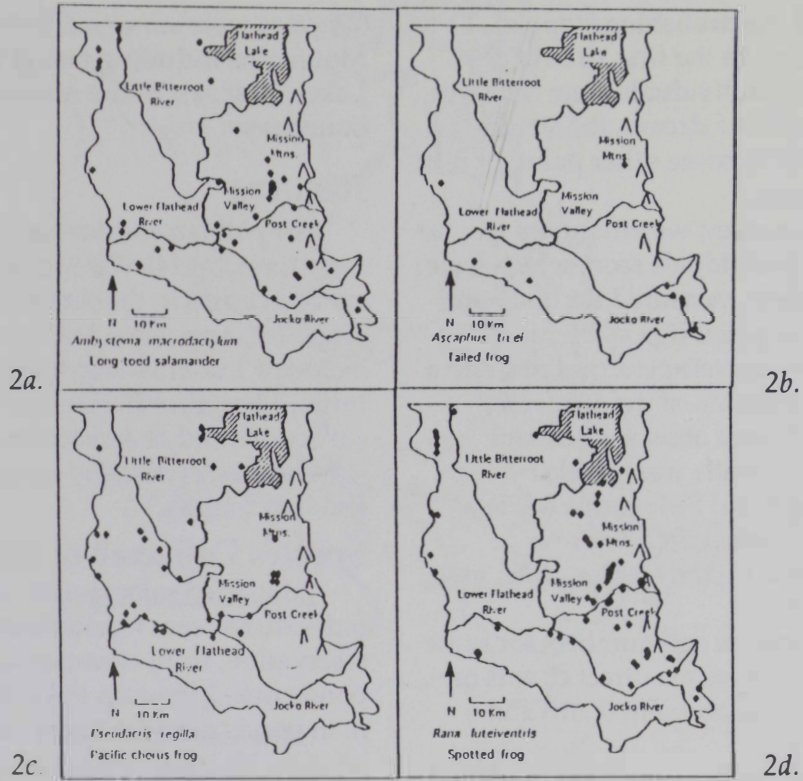 Flathead
Lake
Little Bitterroot
River
Mission
Mtns.
Mission
Valley
Lower Flathead
River
Post Creek
Jocko River
N
10 Km
Ambystema macrodactylum
Long-toed salamander
2a.
Flathead
Lake
Little Bitterroot
River
Mission
Mtns.
Mission
Valley
Lower Flathead
River
Post Creek
Jocko River
N
10 Km
Ascaphus truei
Tailed frog
2b.
Flathead
Lake
Little Bitterroot
River
Mission
Mtns.
Mission
Valley
Post Creek
Lower Flathead
River
Jocko River
N
10 Km
Pseudacris regilla
Pacific chorus frog
2c.
Flathead
Lake
Little Bitterroot
River
Mission
Mtns.
Mission
Valley
Lower Flathead
River
Post Creek
Jocko River
N
10 Km
Rana luteiventris
Spotted frog
2d.